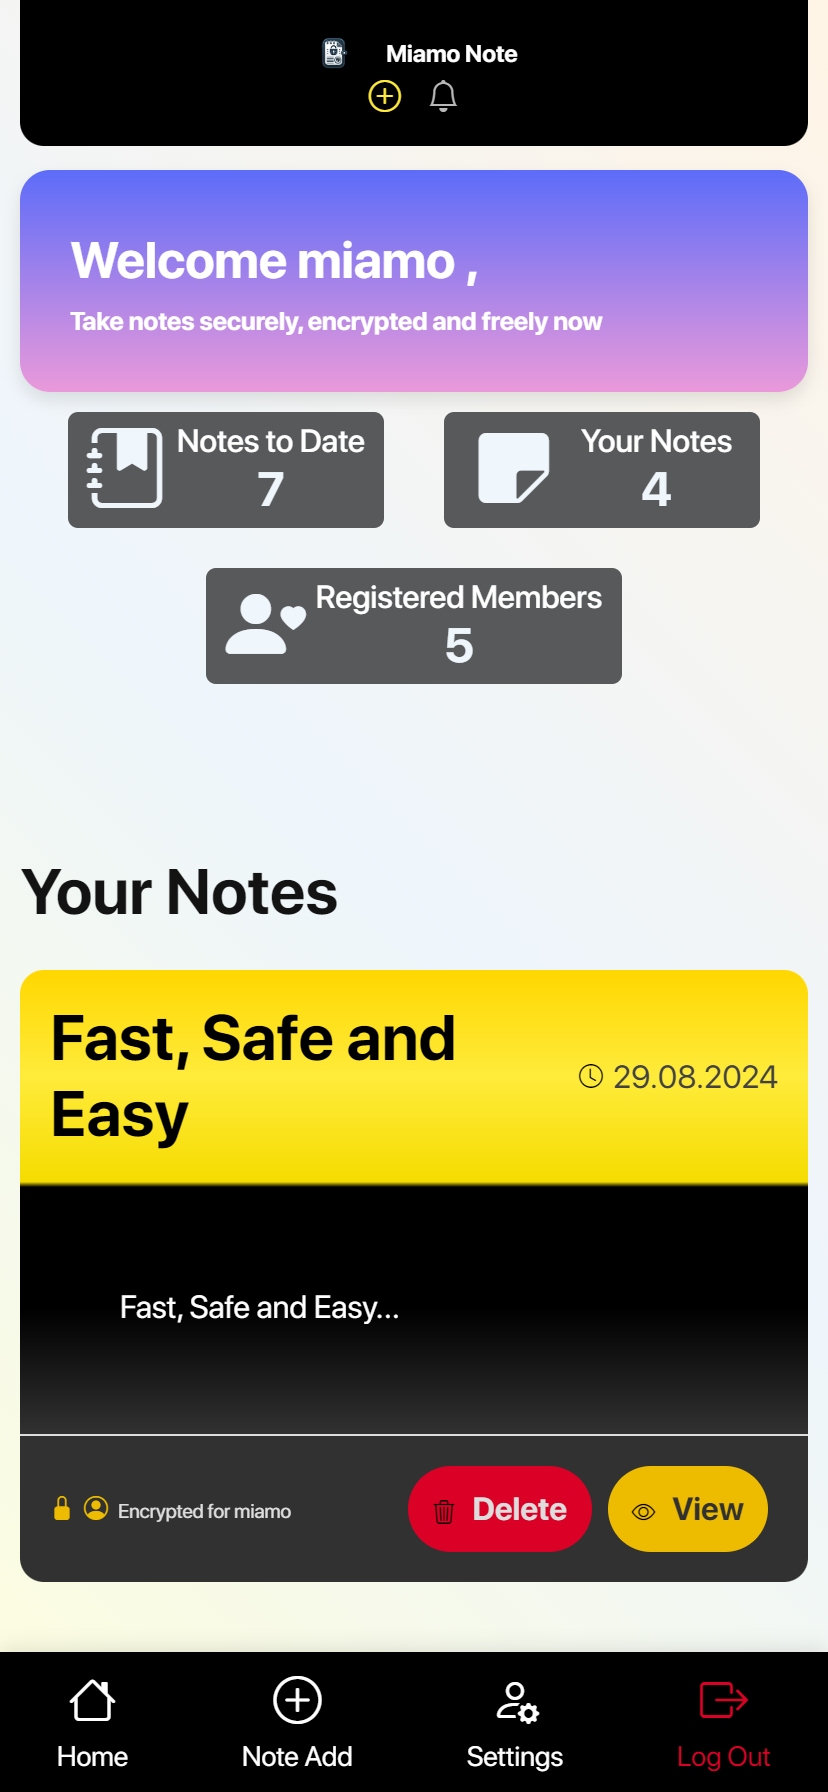 Miamo Note
Welcome miamo ,
Take notes securely, encrypted and freely now
Notes to Date
7
Your Notes
4
Registered Members
5
Your Notes
Fast, Safe and
Easy
29.08.2024
Fast, Safe and Easy...
Encrypted for miamo
Delete
View
Home
Note Add
Settings
Log Out